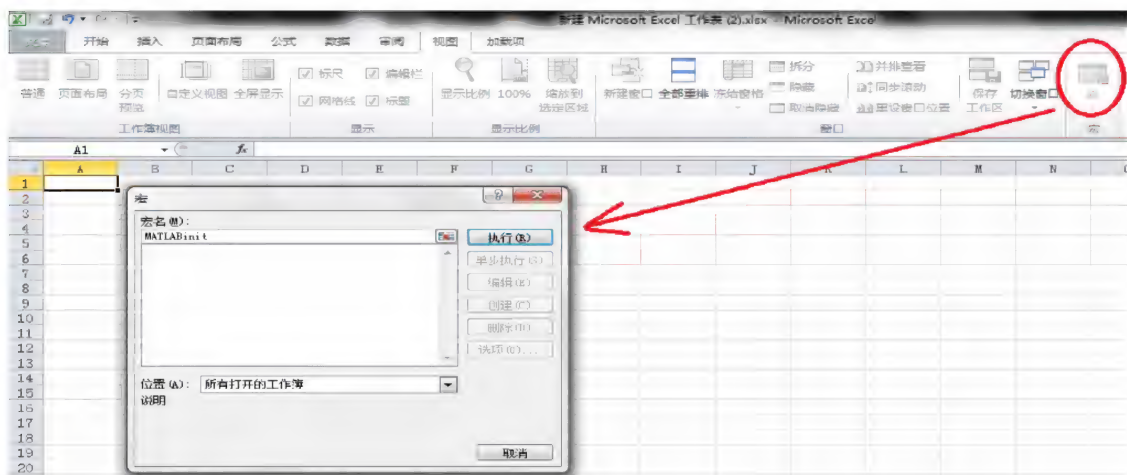 新建 Microsoft Excel 工作表 (2).xlsx - Microsoft Excel
开始 插入 页面布局 公式 数据 审阅 视图 加载项
普通 页面布局 分页预览 自定义视图 全屏显示
标尺 编辑栏
网格线 标题
显示比例 100% 缩放到选定区域
新建窗口 全部重排 冻结窗格
拆分
隐藏
取消隐藏
并排查看
同步滚动
重设窗口位置
保存工作区 切换窗口
工作簿视图 显示 显示比例 窗口 宏
A1 fx
A B C D E F G H I J K L M N
1
2
3
4
5
6
7
8
9
10
11
12
13
14
15
16
17
18
19
20
宏
宏名(M):
MATLABinit
执行(R)
单步执行(S)
编辑(E)
创建(C)
删除(D)
选项(O)...
位置(A): 所有打开的工作簿
说明
取消